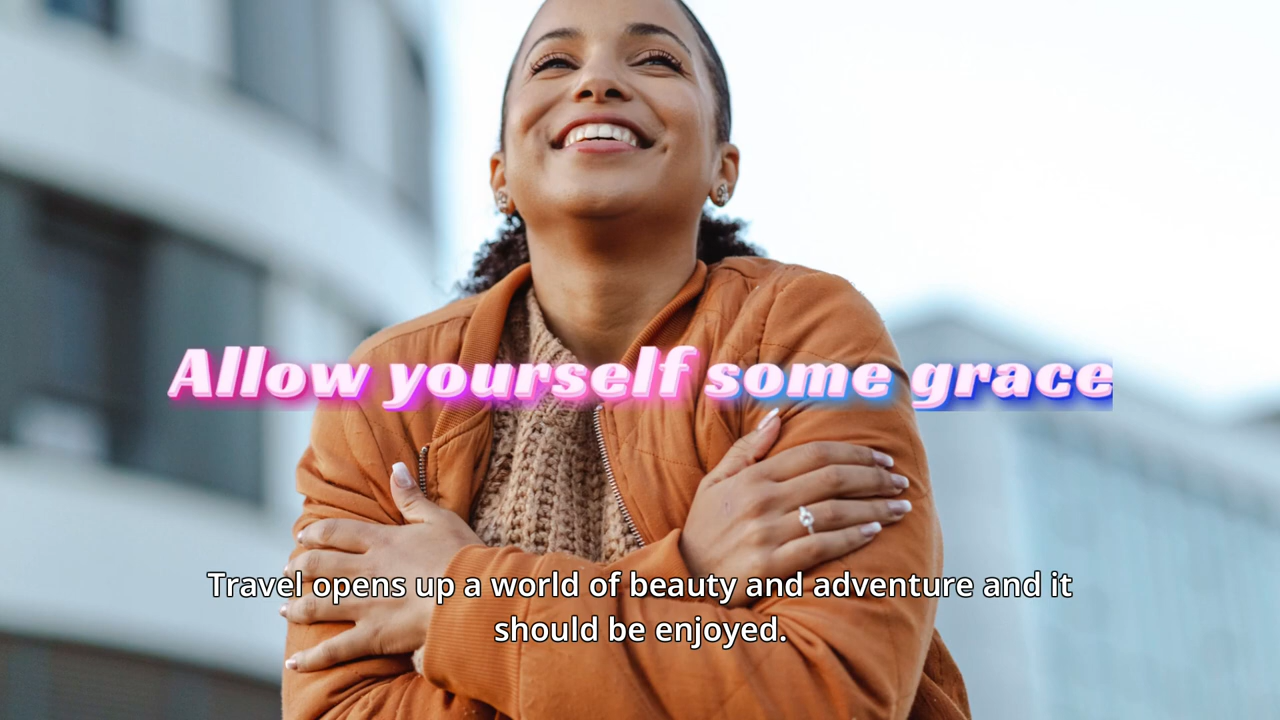 Allow yourself some grace
Travel opens up a world of beauty and adventure and it
should be enjoyed.